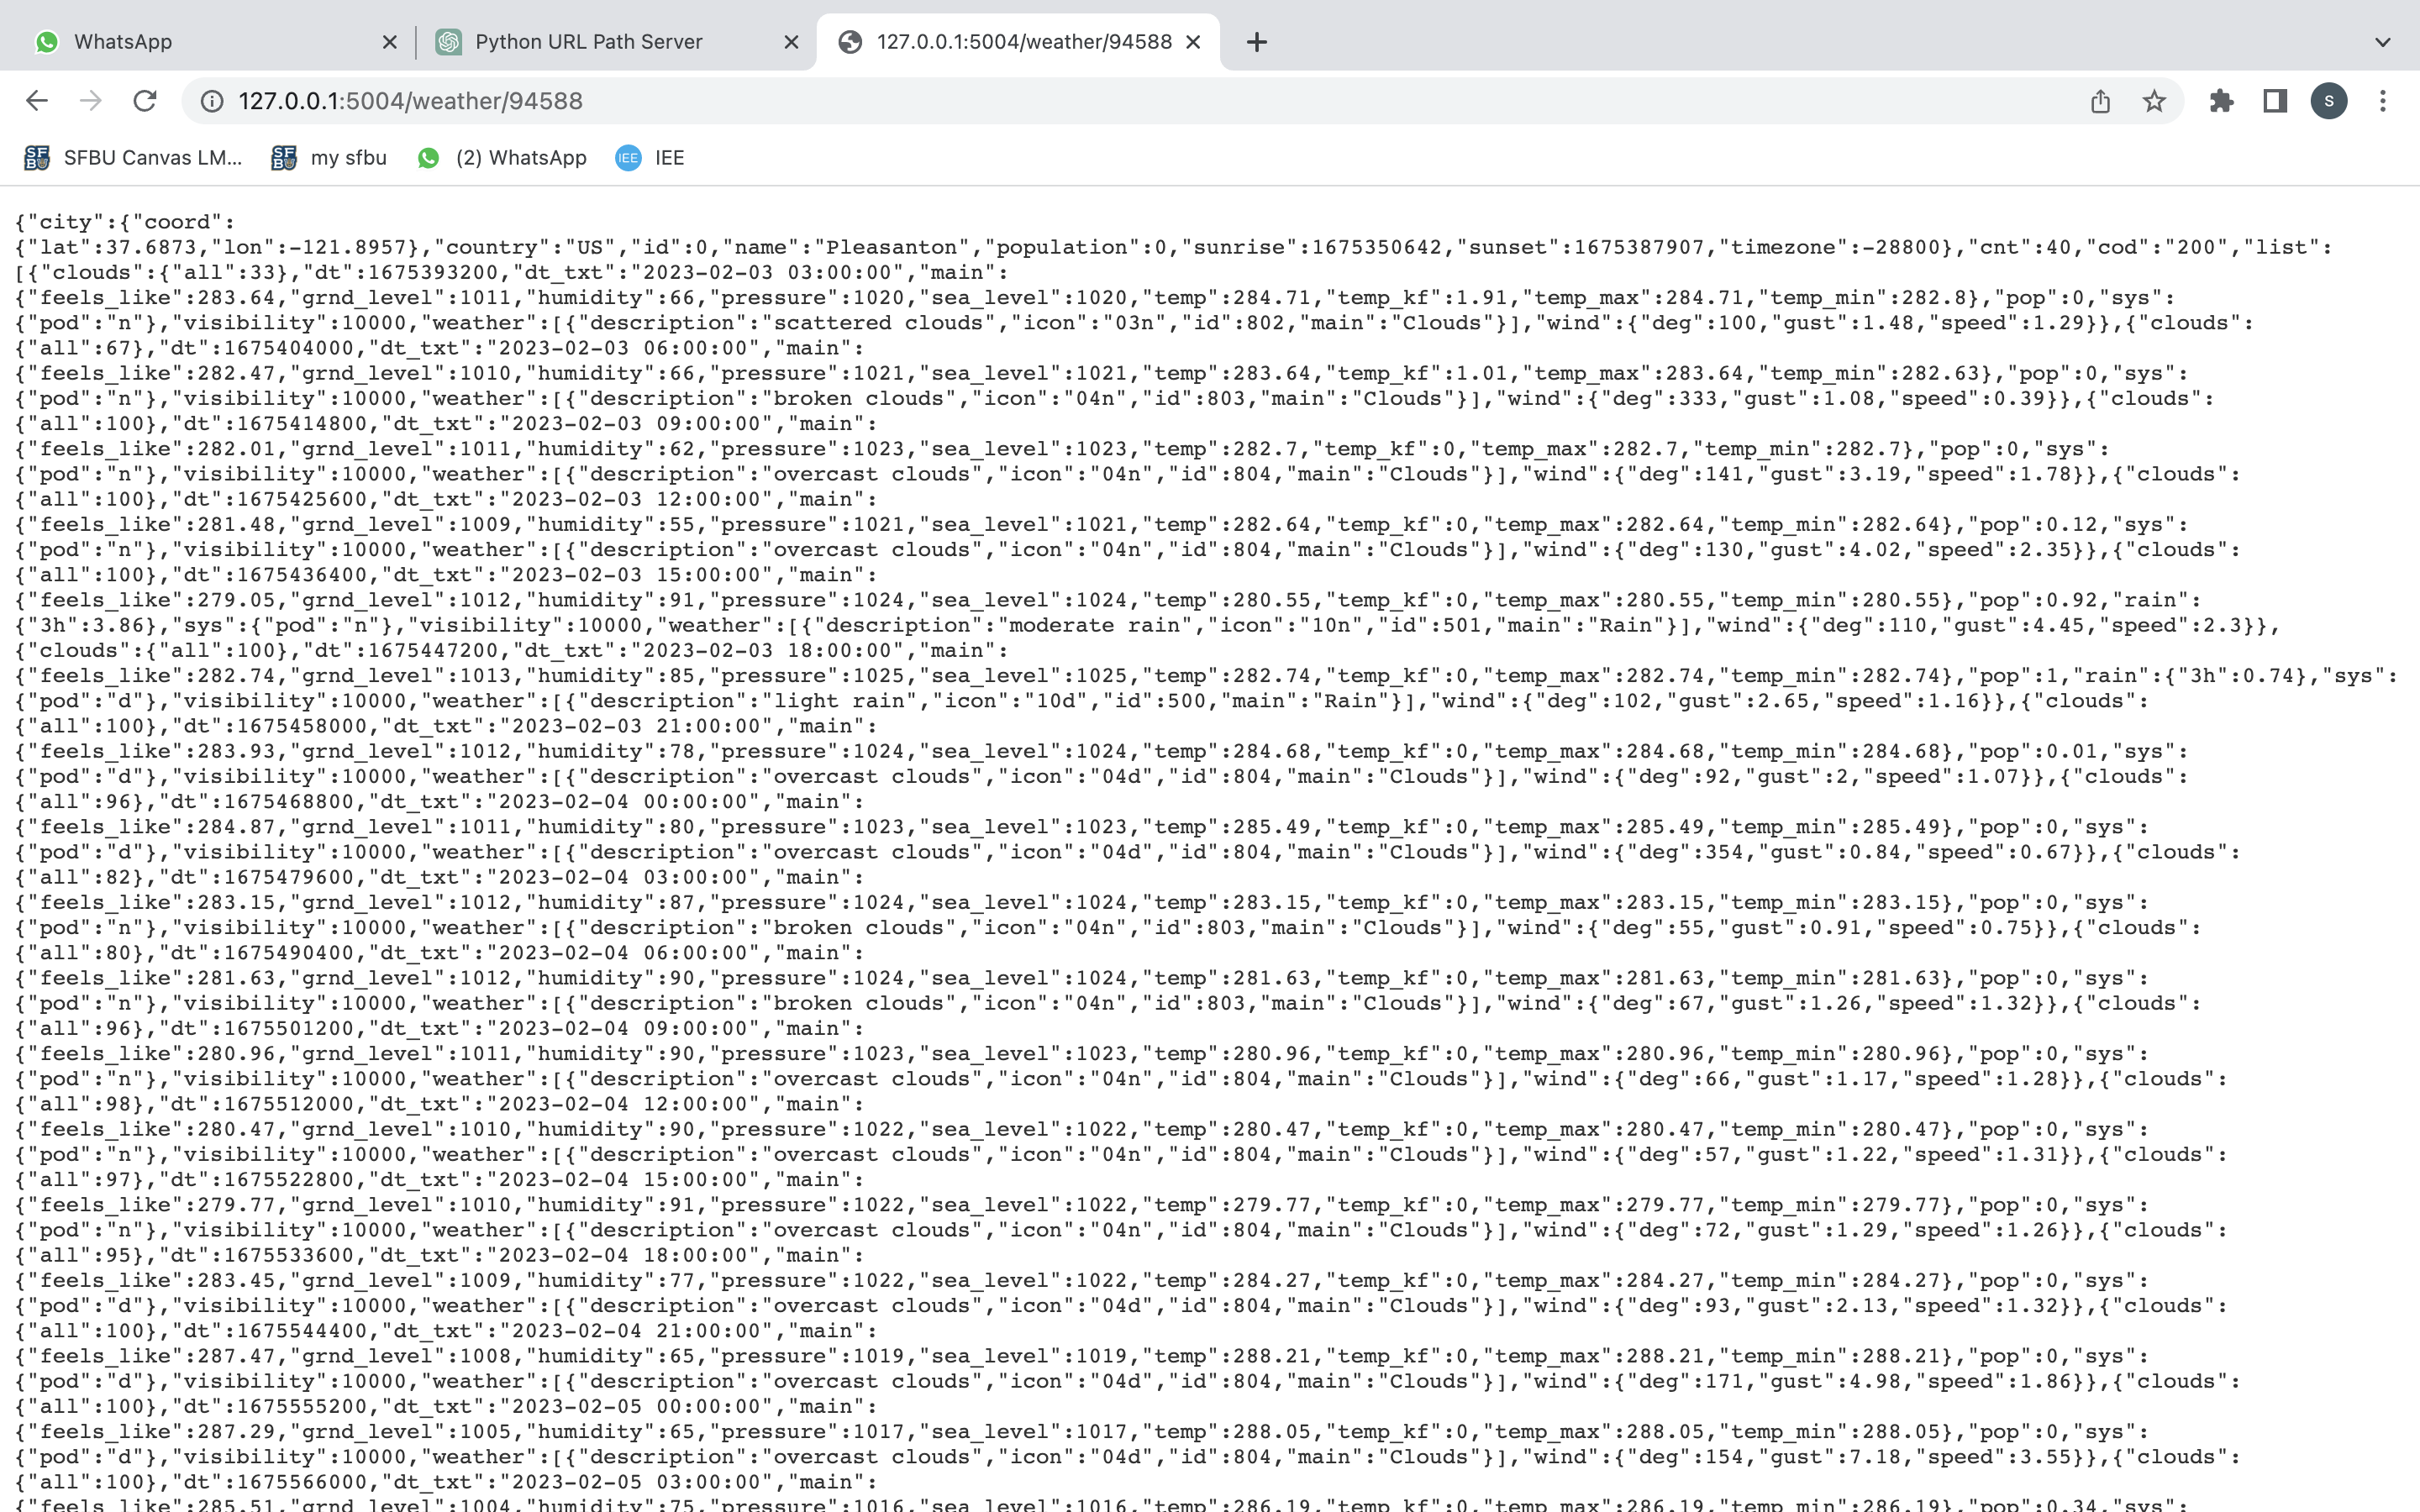 WhatsApp
Python URL Path Server
127.0.0.1:5004/weather/94588
127.0.0.1:5004/weather/94588
S
SFBU Canvas LM...
my sfbu
(2) WhatsApp
IEE
IEE
{"city":{"coord":
{"lat":37.6873,"lon":-121.8957},"country":"US","id":0,"name":"Pleasanton","population":0,"sunrise":1675350642,"sunset":1675387907,"timezone":-28800},"cnt":40,"cod":"200","list":
[{"clouds":{"all":33},"dt":1675393200,"dt_txt":"2023-02-03 03:00:00","main":
{"feels_like":283.64,"grnd_level":1011,"humidity":66,"pressure":1020,"sea_level":1020,"temp":284.71,"temp_kf":1.91,"temp_max":284.71,"temp_min":282.8},"pop":0,"sys":
{"pod":"n"},"visibility":10000,"weather":[{"description":"scattered clouds","icon":"03n","id":802,"main":"Clouds"}],"wind":{"deg":100,"gust":1.48,"speed":1.29}},{"clouds":
{"all":67},"dt":1675404000,"dt_txt":"2023-02-03 06:00:00","main":
{"feels_like":282.47,"grnd_level":1010,"humidity":66,"pressure":1021,"sea_level":1021,"temp":283.64,"temp_kf":1.01,"temp_max":283.64,"temp_min":282.63},"pop":0,"sys":
{"pod":"n"},"visibility":10000,"weather":[{"description":"broken clouds","icon":"04n","id":803,"main":"Clouds"}],"wind":{"deg":333,"gust":1.08,"speed":0.39}},{"clouds":
{"all":100},"dt":1675414800,"dt_txt":"2023-02-03 09:00:00","main":
{"feels_like":282.01,"grnd_level":1011,"humidity":62,"pressure":1023,"sea_level":1023,"temp":282.7,"temp_kf":0,"temp_max":282.7,"temp_min":282.7},"pop":0,"sys":
{"pod":"n"},"visibility":10000,"weather":[{"description":"overcast clouds","icon":"04n","id":804,"main":"Clouds"}],"wind":{"deg":141,"gust":3.19,"speed":1.78}},{"clouds":
{"all":100},"dt":1675425600,"dt_txt":"2023-02-03 12:00:00","main":
{"feels_like":281.48,"grnd_level":1009,"humidity":55,"pressure":1021,"sea_level":1021,"temp":282.64,"temp_kf":0,"temp_max":282.64,"temp_min":282.64},"pop":0.12,"sys":
{"pod":"n"},"visibility":10000,"weather":[{"description":"overcast clouds","icon":"04n","id":804,"main":"Clouds"}],"wind":{"deg":130,"gust":4.02,"speed":2.35}},{"clouds":
{"all":100},"dt":1675436400,"dt_txt":"2023-02-03 15:00:00","main":
{"feels_like":279.05,"grnd_level":1012,"humidity":91,"pressure":1024,"sea_level":1024,"temp":280.55,"temp_kf":0,"temp_max":280.55,"temp_min":280.55},"pop":0.92,"rain":
{"3h":3.86},"sys":{"pod":"n"},"visibility":10000,"weather":[{"description":"moderate rain","icon":"10n","id":501,"main":"Rain"}],"wind":{"deg":110,"gust":4.45,"speed":2.3}},
{"clouds":{"all":100},"dt":1675447200,"dt_txt":"2023-02-03 18:00:00","main":
{"feels_like":282.74,"grnd_level":1013,"humidity":85,"pressure":1025,"sea_level":1025,"temp":282.74,"temp_kf":0,"temp_max":282.74,"temp_min":282.74},"pop":1,"rain":{"3h":0.74},"sys":
{"pod":"d"},"visibility":10000,"weather":[{"description":"light rain","icon":"10d","id":500,"main":"Rain"}],"wind":{"deg":102,"gust":2.65,"speed":1.16}},{"clouds":
{"all":100},"dt":1675458000,"dt_txt":"2023-02-03 21:00:00","main":
{"feels_like":283.93,"grnd_level":1012,"humidity":78,"pressure":1024,"sea_level":1024,"temp":284.68,"temp_kf":0,"temp_max":284.68,"temp_min":284.68},"pop":0.01,"sys":
{"pod":"d"},"visibility":10000,"weather":[{"description":"overcast clouds","icon":"04d","id":804,"main":"Clouds"}],"wind":{"deg":92,"gust":2,"speed":1.07}},{"clouds":
{"all":96},"dt":1675468800,"dt_txt":"2023-02-04 00:00:00","main":
{"feels_like":284.87,"grnd_level":1011,"humidity":80,"pressure":1023,"sea_level":1023,"temp":285.49,"temp_kf":0,"temp_max":285.49,"temp_min":285.49},"pop":0,"sys":
{"pod":"d"},"visibility":10000,"weather":[{"description":"overcast clouds","icon":"04d","id":804,"main":"Clouds"}],"wind":{"deg":354,"gust":0.84,"speed":0.67}},{"clouds":
{"all":82},"dt":1675479600,"dt_txt":"2023-02-04 03:00:00","main":
{"feels_like":283.15,"grnd_level":1012,"humidity":87,"pressure":1024,"sea_level":1024,"temp":283.15,"temp_kf":0,"temp_max":283.15,"temp_min":283.15},"pop":0,"sys":
{"pod":"n"},"visibility":10000,"weather":[{"description":"broken clouds","icon":"04n","id":803,"main":"Clouds"}],"wind":{"deg":55,"gust":0.91,"speed":0.75}},{"clouds":
{"all":80},"dt":1675490400,"dt_txt":"2023-02-04 06:00:00","main":
{"feels_like":281.63,"grnd_level":1012,"humidity":90,"pressure":1024,"sea_level":1024,"temp":281.63,"temp_kf":0,"temp_max":281.63,"temp_min":281.63},"pop":0,"sys":
{"pod":"n"},"visibility":10000,"weather":[{"description":"broken clouds","icon":"04n","id":803,"main":"Clouds"}],"wind":{"deg":67,"gust":1.26,"speed":1.32}},{"clouds":
{"all":96},"dt":1675501200,"dt_txt":"2023-02-04 09:00:00","main":
{"feels_like":280.96,"grnd_level":1011,"humidity":90,"pressure":1023,"sea_level":1023,"temp":280.96,"temp_kf":0,"temp_max":280.96,"temp_min":280.96},"pop":0,"sys":
{"pod":"n"},"visibility":10000,"weather":[{"description":"overcast clouds","icon":"04n","id":804,"main":"Clouds"}],"wind":{"deg":66,"gust":1.17,"speed":1.28}},{"clouds":
{"all":98},"dt":1675512000,"dt_txt":"2023-02-04 12:00:00","main":
{"feels_like":280.47,"grnd_level":1010,"humidity":90,"pressure":1022,"sea_level":1022,"temp":280.47,"temp_kf":0,"temp_max":280.47,"temp_min":280.47},"pop":0,"sys":
{"pod":"n"},"visibility":10000,"weather":[{"description":"overcast clouds","icon":"04n","id":804,"main":"Clouds"}],"wind":{"deg":57,"gust":1.22,"speed":1.31}},{"clouds":
{"all":97},"dt":1675522800,"dt_txt":"2023-02-04 15:00:00","main":
{"feels_like":279.77,"grnd_level":1010,"humidity":91,"pressure":1022,"sea_level":1022,"temp":279.77,"temp_kf":0,"temp_max":279.77,"temp_min":279.77},"pop":0,"sys":
{"pod":"n"},"visibility":10000,"weather":[{"description":"overcast clouds","icon":"04n","id":804,"main":"Clouds"}],"wind":{"deg":72,"gust":1.29,"speed":1.26}},{"clouds":
{"all":95},"dt":1675533600,"dt_txt":"2023-02-04 18:00:00","main":
{"feels_like":283.45,"grnd_level":1009,"humidity":77,"pressure":1022,"sea_level":1022,"temp":284.27,"temp_kf":0,"temp_max":284.27,"temp_min":284.27},"pop":0,"sys":
{"pod":"d"},"visibility":10000,"weather":[{"description":"overcast clouds","icon":"04d","id":804,"main":"Clouds"}],"wind":{"deg":93,"gust":2.13,"speed":1.32}},{"clouds":
{"all":100},"dt":1675544400,"dt_txt":"2023-02-04 21:00:00","main":
{"feels_like":287.47,"grnd_level":1008,"humidity":65,"pressure":1019,"sea_level":1019,"temp":288.21,"temp_kf":0,"temp_max":288.21,"temp_min":288.21},"pop":0,"sys":
{"pod":"d"},"visibility":10000,"weather":[{"description":"overcast clouds","icon":"04d","id":804,"main":"Clouds"}],"wind":{"deg":171,"gust":4.98,"speed":1.86}},{"clouds":
{"all":100},"dt":1675555200,"dt_txt":"2023-02-05 00:00:00","main":
{"feels_like":287.29,"grnd_level":1005,"humidity":65,"pressure":1017,"sea_level":1017,"temp":288.05,"temp_kf":0,"temp_max":288.05,"temp_min":288.05},"pop":0,"sys":
{"pod":"d"},"visibility":10000,"weather":[{"description":"overcast clouds","icon":"04d","id":804,"main":"Clouds"}],"wind":{"deg":154,"gust":7.18,"speed":3.55}},{"clouds":
{"all":100},"dt":1675566000,"dt_txt":"2023-02-05 03:00:00","main":
{"feels_like":285.51,"grnd_level":1004,"humidity":75,"pressure":1016,"sea_level":1016,"temp":286.19,"temp_kf":0,"temp_max":286.19,"temp_min":286.19},"pop":0.34,"sys":